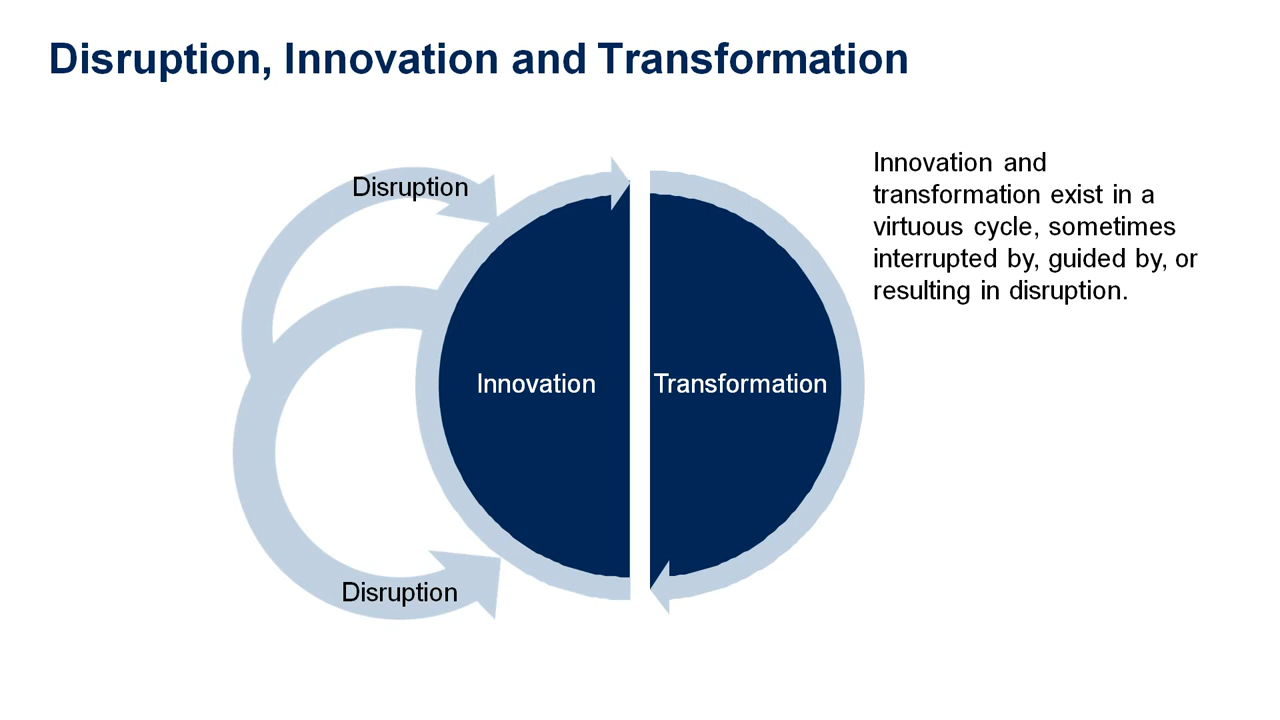 Disruption, Innovation and Transformation
Disruption
Innovation and
transformation exist in a
virtuous cycle, sometimes
interrupted by, guided by, or
resulting in disruption.
Innovation
Transformation
Disruption